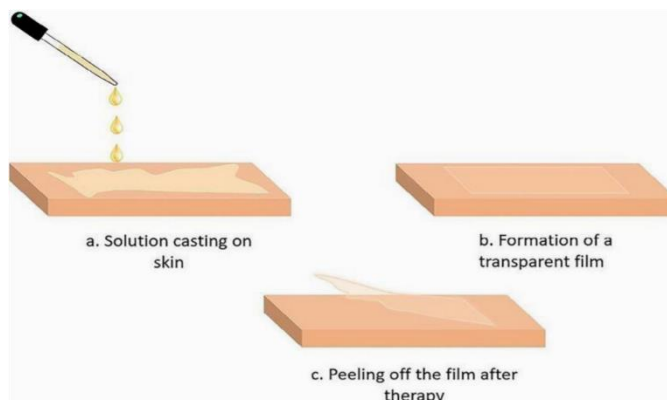 a. Solution casting on
skin
b. Formation of a
transparent film
c. Peeling off the film after
therapy